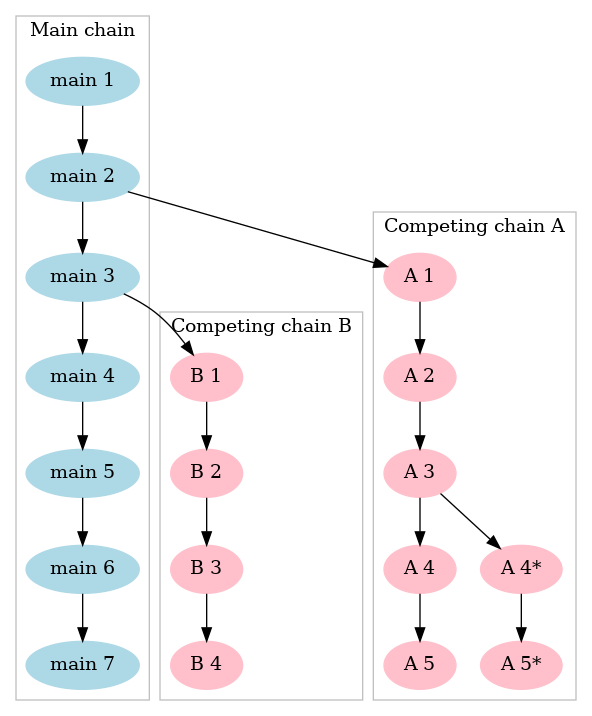 Main chain
main 1
main 2
main 3
main 4
main 5
main 6
main 7
Competing chain B
B 1
B 2
B 3
B 4
Competing chain A
A 1
A 2
A 3
A 4
A 4*
A 5
A 5*